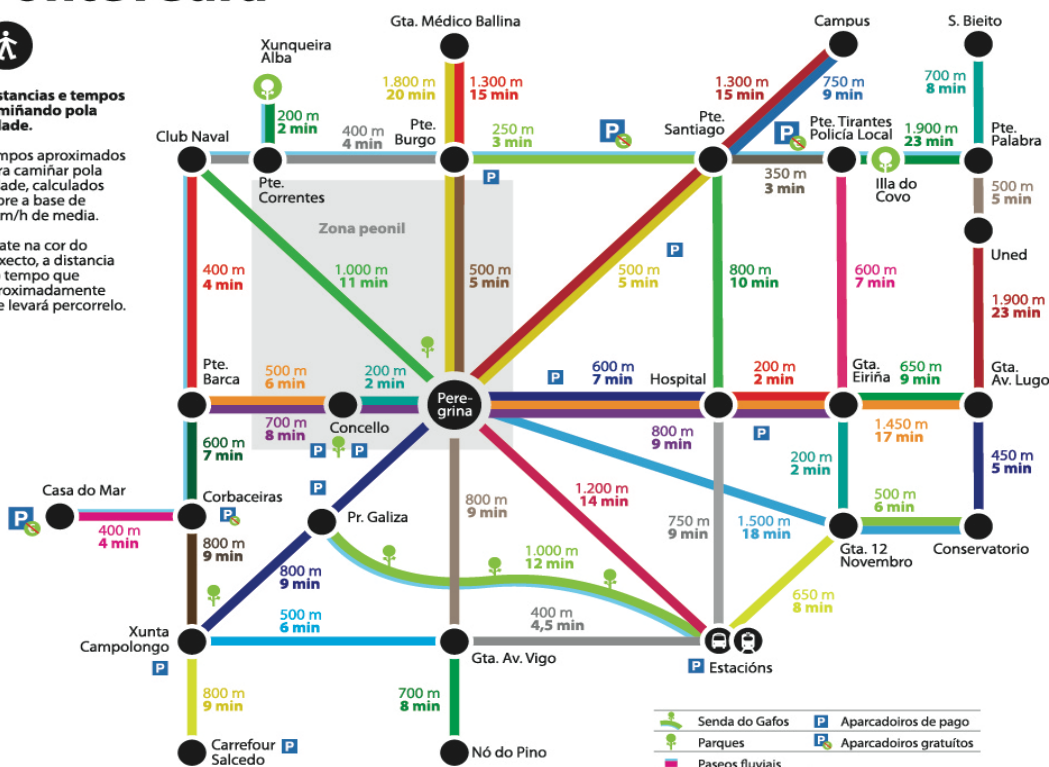 Gta. Médico Ballina
Campus
S. Bieito
Xunqueira
Alba
stancias e tempos
miñando pola
dade.
1.800 m
20 min
1.300 m
15 min
1.300 m
15 min
750 m
9 min
700 m
8 min
200 m
2 min
Club Naval
400 m
4 min
Pte.
Burgo
250 m
3 min
Pte.
Santiago
Pte. Tirantes
Policía Local
1.900 m
23 min
Pte.
Palabra
mpos aproximados
ra camiñar pola
dade, calculados
bre a base de
m/h de media.
Pte.
Correntes
350 m
3 min
Illa do
Covo
500 m
5 min
Zona peonil
ate na cor do
xecto, a distancia
tempo que
roximadamente
e levará percorrelo.
Uned
400 m
4 min
1.000 m
11 min
500 m
5 min
500 m
5 min
800 m
10 min
600 m
7 min
1.900 m
23 min
Pte.
Barca
500 m
6 min
200 m
2 min
Pere-
grina
600 m
7 min
Hospital
200 m
2 min
Gta.
Eiriña
650 m
9 min
Gta.
Av. Lugo
700 m
8 min
Concello
800 m
9 min
1.450 m
17 min
600 m
7 min
200 m
2 min
450 m
5 min
Casa do Mar
Corbaceiras
Pr. Galiza
800 m
9 min
1.200 m
14 min
750 m
9 min
1.500 m
18 min
500 m
6 min
400 m
4 min
800 m
9 min
Gta. 12
Novembro
Conservatorio
800 m
9 min
1.000 m
12 min
650 m
8 min
500 m
6 min
400 m
4,5 min
Xunta
Campolongo
Gta. Av. Vigo
Estacións
800 m
9 min
700 m
8 min
Carrefour
Salcedo
Nó do Pino
Senda do Gafos
Aparcadoiros de pago
Parques
Aparcadoiros gratuítos
Paseos fluviais